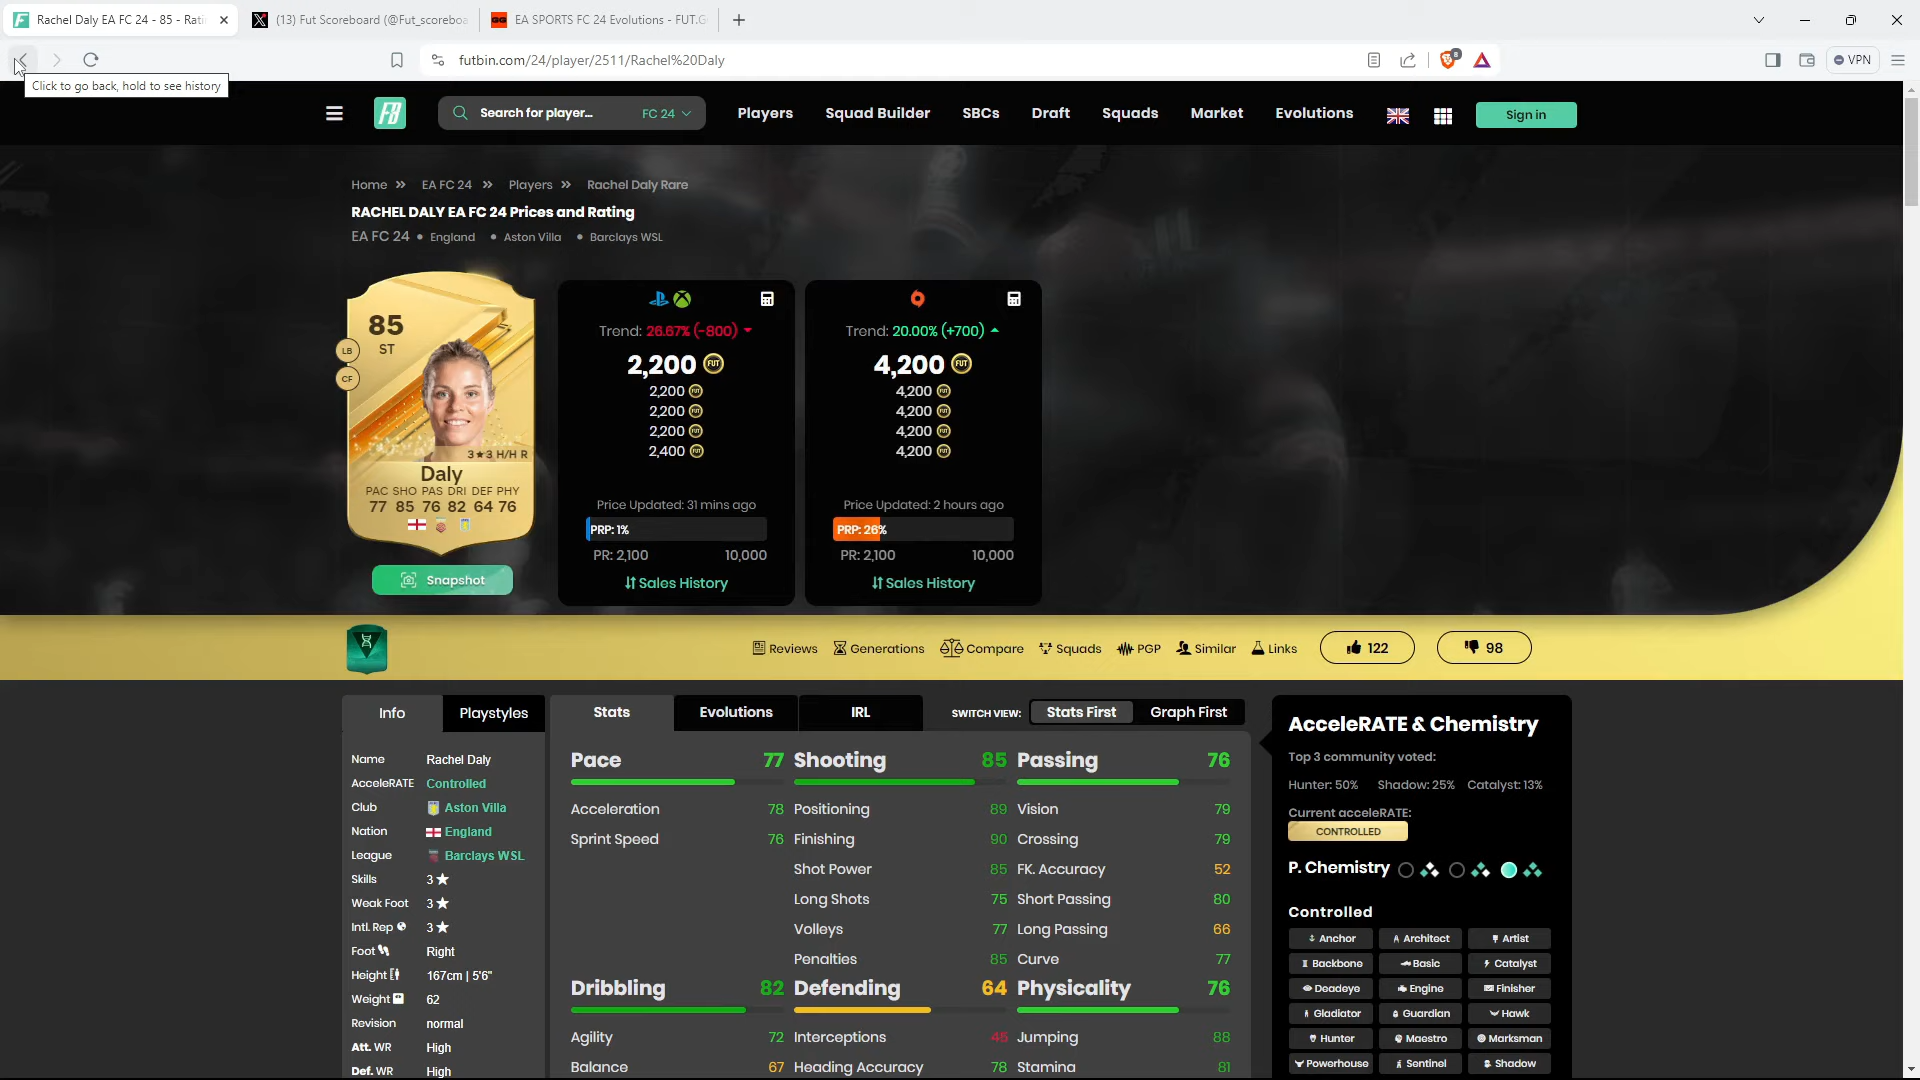 Rachel Daly EA FC 24 - 85 - Rati
(13) Fut Scoreboard (@Fut_scoreboa
EA SPORTS FC 24 Evolutions - FUT.G
futbin.com/24/player/2511/Rachel%20Daly
VPN
Click to go back, hold to see history
Search for player...
FC 24
Players
Squad Builder
SBCs
Draft
Squads
Market
Evolutions
Sign in
Home » EA FC 24 » Players » Rachel Daly Rare
RACHEL DALY EA FC 24 Prices and Rating
EA FC 24 • England • Aston Villa • Barclays WSL
85
ST
LB
CF
3★3 H/H R
Daly
PAC SHO PAS DRI DEF PHY
77 85 76 82 64 76
Snapshot
Trend: 26.67% (-800)
2,200
2,200
2,200
2,200
2,400
Price Updated: 31 mins ago
PRP: 1%
PR: 2,100 10,000
Sales History
Trend: 20.00% (+700)
4,200
4,200
4,200
4,200
4,200
Price Updated: 2 hours ago
PRP: 26%
PR: 2,100 10,000
Sales History
Reviews Generations Compare Squads PGP Similar Links 122 98
Info Playstyles
Name Rachel Daly
AcceleRATE Controlled
Club Aston Villa
Nation England
League Barclays WSL
Skills 3★
Weak Foot 3★
Intl. Rep 3★
Foot Right
Height 167cm | 5'6"
Weight 62
Revision normal
Att. WR High
Def. WR High
Stats Evolutions IRL SWITCH VIEW: Stats First Graph First
Pace 77 Shooting 85 Passing 76
Acceleration 78 Positioning 89 Vision 79
Sprint Speed 76 Finishing 90 Crossing 79
Shot Power 85 FK. Accuracy 52
Long Shots 75 Short Passing 80
Volleys 77 Long Passing 66
Penalties 85 Curve 77
Dribbling 82 Defending 64 Physicality 76
Agility 72 Interceptions 45 Jumping 88
Balance 67 Heading Accuracy 78 Stamina 81
AcceleRATE & Chemistry
Top 3 community voted:
Hunter: 50% Shadow: 25% Catalyst: 13%
Current acceleRATE:
CONTROLLED
P. Chemistry
Controlled
Anchor Architect Artist
Backbone Basic Catalyst
Deadeye Engine Finisher
Gladiator Guardian Hawk
Hunter Maestro Marksman
Powerhouse Sentinel Shadow